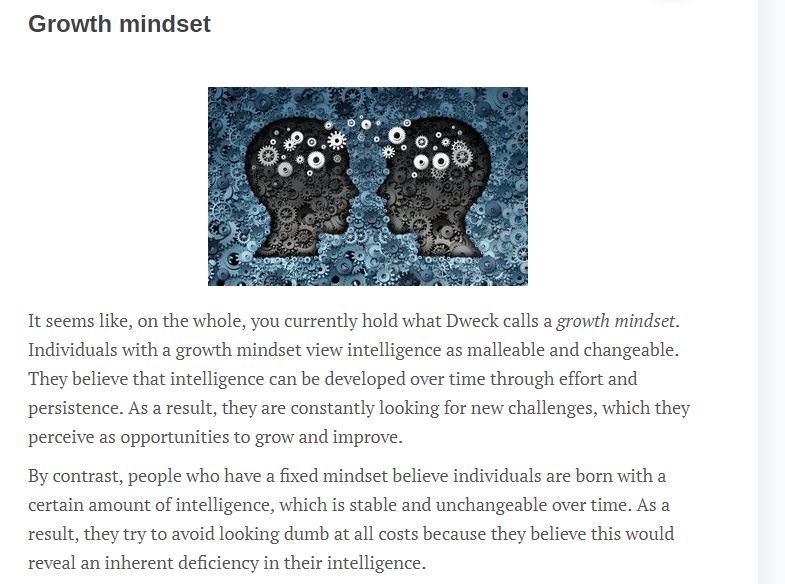 Growth mindset
It seems like, on the whole, you currently hold what Dweck calls a growth mindset.
Individuals with a growth mindset view intelligence as malleable and changeable.
They believe that intelligence can be developed over time through effort and
persistence. As a result, they are constantly looking for new challenges, which they
perceive as opportunities to grow and improve.
By contrast, people who have a fixed mindset believe individuals are born with a
certain amount of intelligence, which is stable and unchangeable over time. As a
result, they try to avoid looking dumb at all costs because they believe this would
reveal an inherent deficiency in their intelligence.